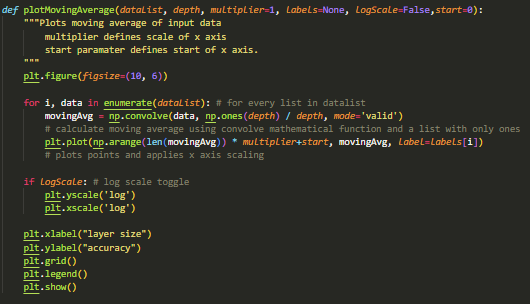 def plotMovingAverage(dataList, depth, multiplier=1, labels=None, logScale=False,start=0):
    """Plots moving average of input data
        multiplier defines scale of x axis
        start paramater defines start of x axis.
    """
    plt.figure(figsize=(10, 6))
    for i, data in enumerate(dataList): # for every list in datalist
        movingAvg = np.convolve(data, np.ones(depth) / depth, mode='valid')
        # calculate moving average using convolve mathematical function and a list with only ones
        plt.plot(np.arange(len(movingAvg)) * multiplier+start, movingAvg, label=labels[i])
        # plots points and applies x axis scaling
    if logScale: # log scale toggle
        plt.yscale('log')
        plt.xscale('log')
    plt.xlabel("layer size")
    plt.ylabel("accuracy")
    plt.grid()
    plt.legend()
    plt.show()